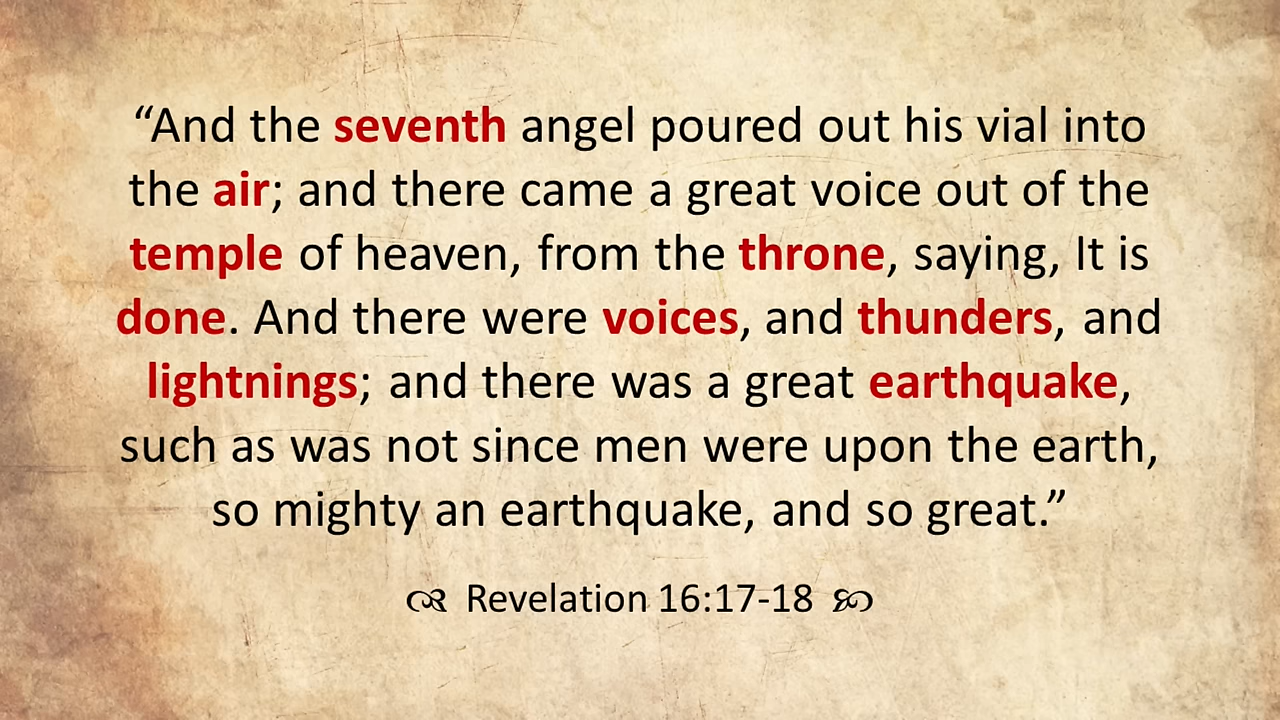 “And the seventh angel poured out his vial into
the air; and there came a great voice out of the
temple of heaven, from the throne, saying, It is
done. And there were voices, and thunders, and
lightnings; and there was a great earthquake,
such as was not since men were upon the earth,
so mighty an earthquake, and so great.”
Revelation 16:17-18